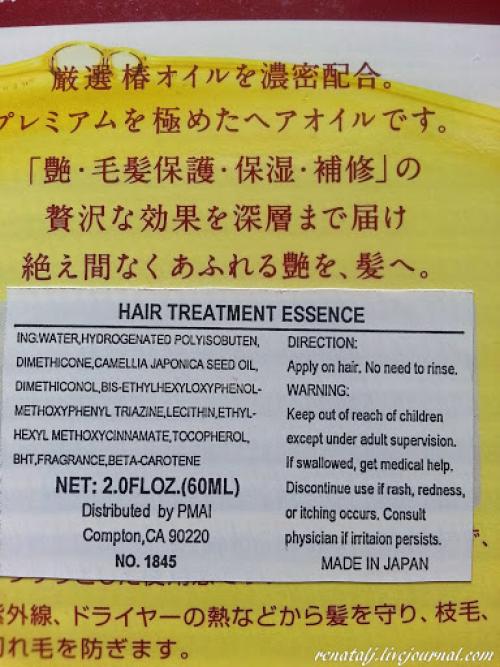 厳選 椿オイルを濃密配合。
プレミアムを極めたヘアオイルです。
「艶・毛髪保護・保湿・補修」の
贅沢な効果を深層まで届け
絶え間なくあふれる艶を、髪へ。
HAIR TREATMENT ESSENCE
ING:WATER,HYDROGENATED POLYISOBUTEN,
DIMETHICONE,CAMELLIA JAPONICA SEED OIL,
DIMETHICONOL,BIS-ETHYLHEXYLOXYPHENOL-
METHOXYPHENYL TRIAZINE,LECITHIN,ETHYL-
HEXYL METHOXYCINNAMATE,TOCOPHEROL,
BHT,FRAGRANCE,BETA-CAROTENE
NET: 2.0FLOZ.(60ML)
Distributed by PMAI
Compton,CA 90220
NO. 1845
DIRECTION:
Apply on hair. No need to rinse.
WARNING:
Keep out of reach of children
except under adult supervision.
If swallowed, get medical help.
Discontinue use if rash, redness,
or itching occurs. Consult
physician if irritaion persists.
MADE IN JAPAN
紫外線、ドライヤーの熱などから髪を守り、枝毛、
切れ毛を防ぎます。
renatalj.livejournal.com